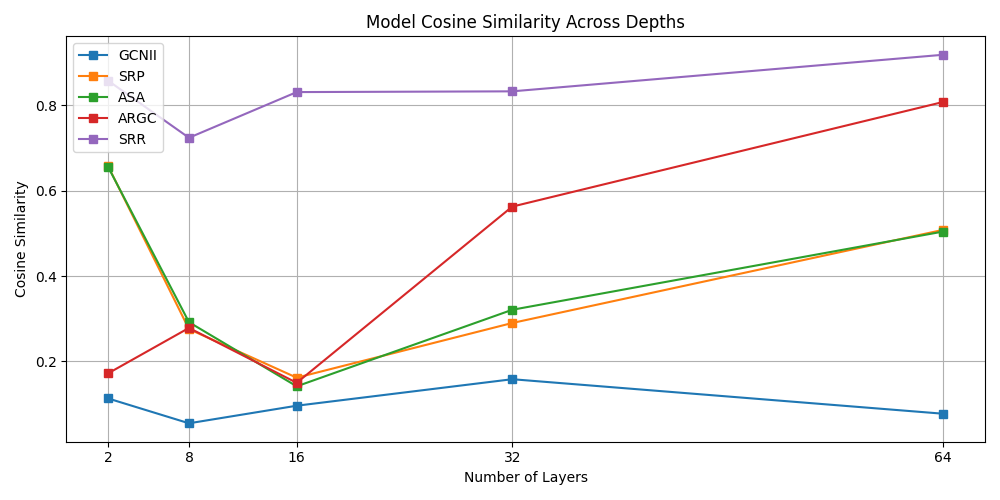 Model Cosine Similarity Across Depths
GCNII
SRP
ASA
ARGC
SRR
Cosine Similarity
0.8
0.6
0.4
0.2
2 8 16 32 64
Number of Layers